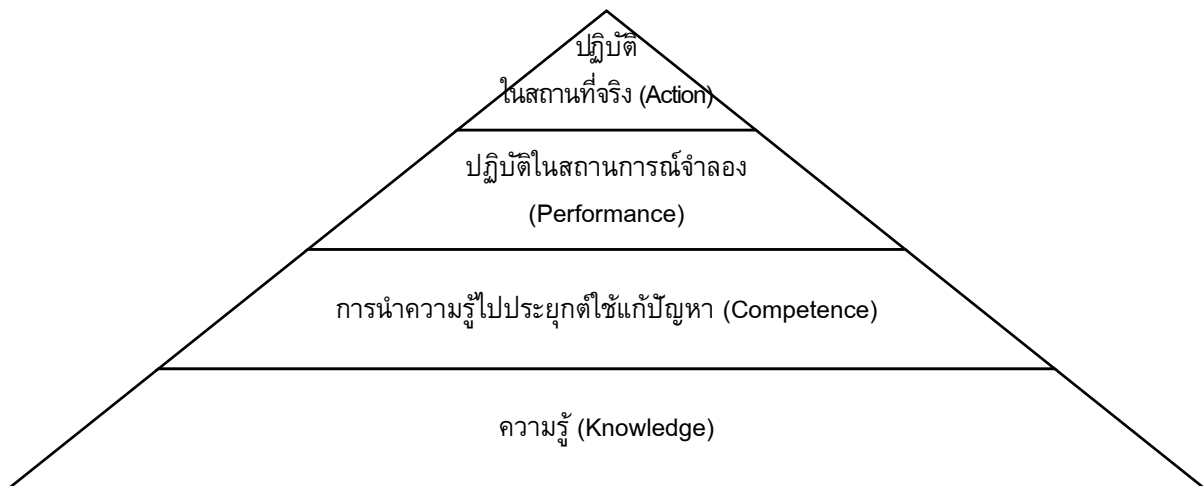 ปฏิบัติ
ในสถานที่จริง (Action)
ปฏิบัติในสถานการณ์จำลอง
(Performance)
การนำความรู้ไปประยุกต์ใช้แก้ปัญหา (Competence)
ความรู้ (Knowledge)